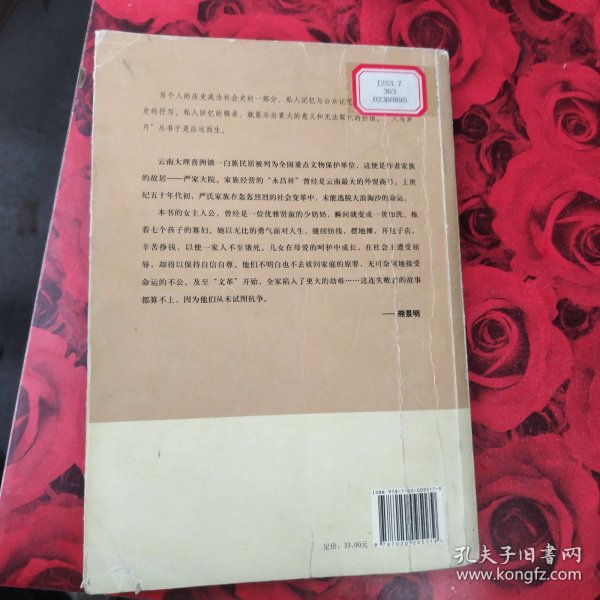 I253.7
303
02360895
当个人的历史成为社会史的一部分，私人记忆与公众记忆
史的书写、私人回忆的辑录，就显示出重大的意义和无法取代的价值。“人与岁
月”丛书于是应运而生。
云南大理喜洲镇一白族民居被列为全国重点文物保护单位，这便是作者家族
的故居——严家大院。家族经营的“永昌祥”曾经是云南最大的外贸商号。上世
纪五十年代初，严氏家族在轰轰烈烈的社会变革中，未能逃脱大浪淘沙的命运。
本书的女主人公，曾经是一位优雅贤淑的少奶奶，瞬间就变成一贫如洗、拖
着七个孩子的寡妇。她以无比的勇气面对人生，缝纫纺线，摆地摊，开包子店，
辛苦挣钱，以使一家人不至饿死。儿女在母爱的呵护中成长，在社会上遭受屈
辱，却得以保持自信自尊。他们不明白也不去质问家庭的原罪，无可奈何地接受
命运的不公。及至“文革”开始，全家陷入了更大的劫难……这连失败者的故事
都算不上，因为他们从未试图抗争。
——熊景明
ISBN 978-7-02-009517-9
9 787020 095179
定价：33.00元
孔夫子旧书网
www.kongfz.com